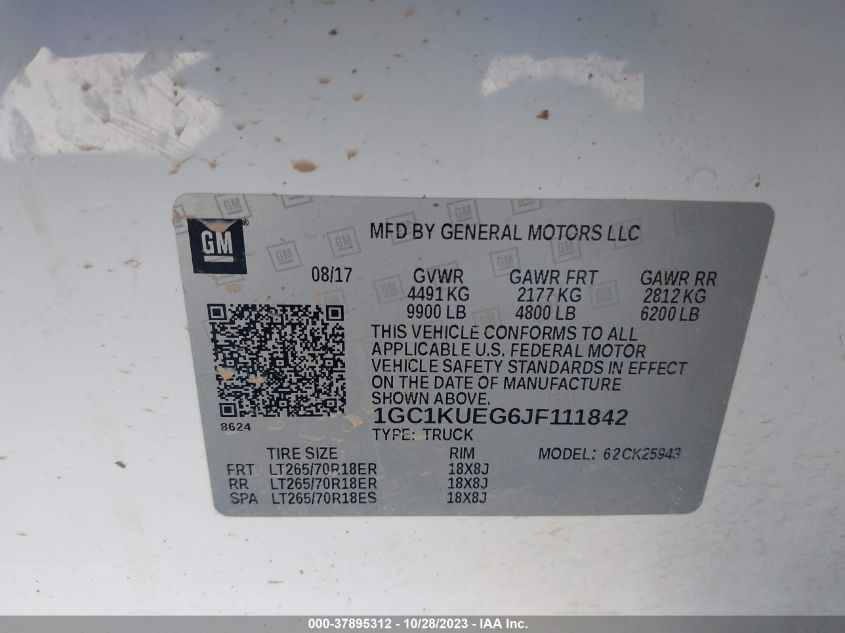 GM ®
MFD BY GENERAL MOTORS LLC
08/17 GVWR GAWR FRT GAWR RR
4491 KG 2177 KG 2812 KG
9900 LB 4800 LB 6200 LB
THIS VEHICLE CONFORMS TO ALL
APPLICABLE U.S. FEDERAL MOTOR
VEHICLE SAFETY STANDARDS IN EFFECT
ON THE DATE OF MANUFACTURE
SHOWN ABOVE.
1GC1KUEG6JF111842
8624
TYPE: TRUCK
TIRE SIZE RIM MODEL: 62CK25943
FRT LT265/70R18ER 18X8J
RR LT265/70R18ER 18X8J
SPA LT265/70R18ES 18X8J
000-37895312 - 10/28/2023 - IAA Inc.